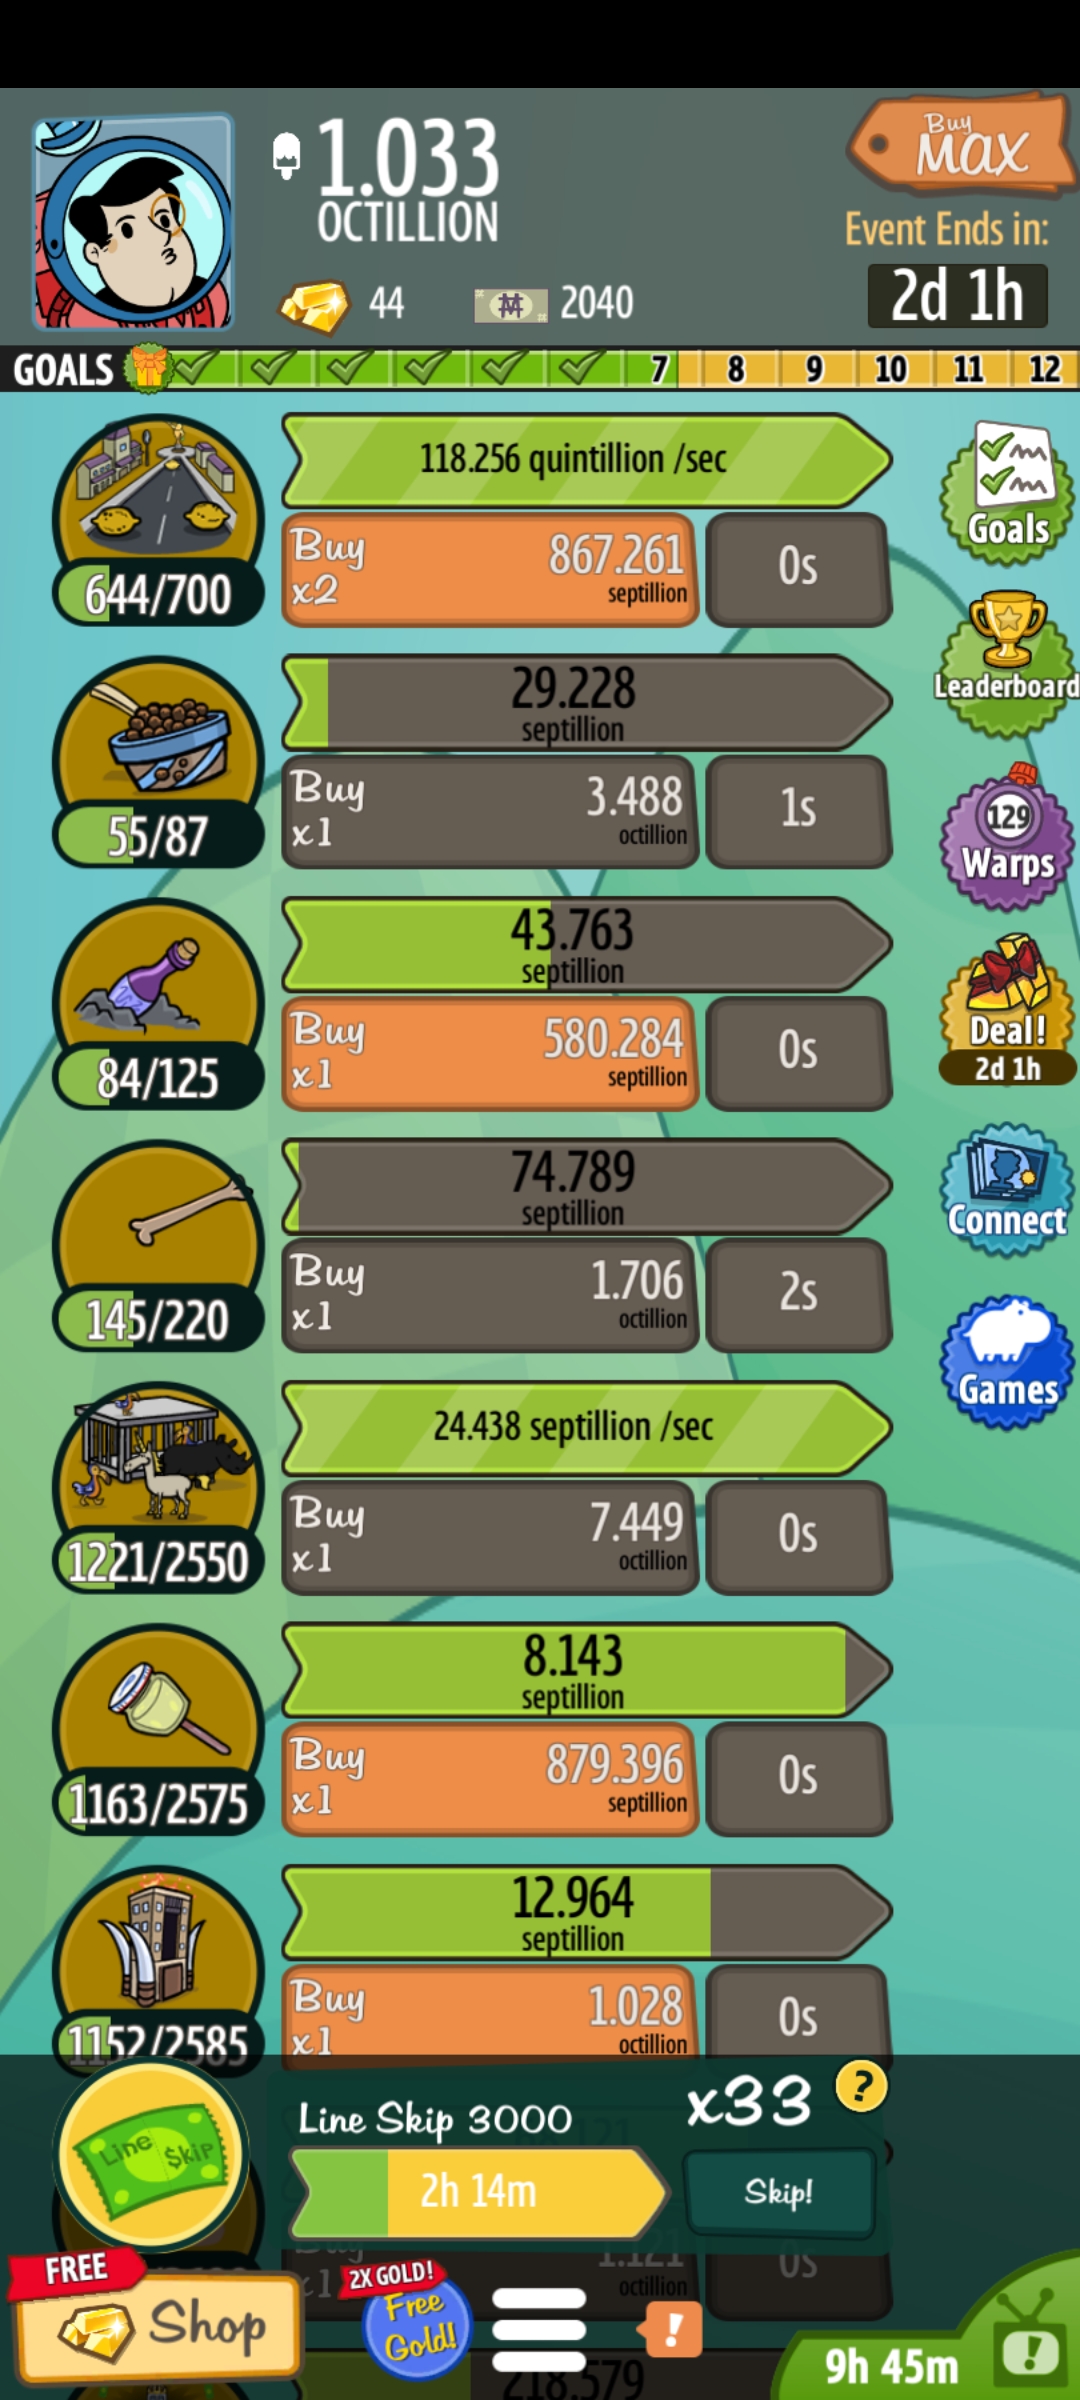 1.033
OCTILLION
Buy
MAX
Event Ends in:
2d 1h
44
2040
GOALS 7 8 9 10 11 12
118.256 quintillion /sec
Buy
x2
867.261
septillion
0s
644/700
29.228
septillion
Buy
x1
3.488
octillion
1s
55/87
43.763
septillion
Buy
x1
580.284
septillion
0s
84/125
74.789
septillion
Buy
x1
1.706
octillion
2s
145/220
24.438 septillion /sec
Buy
x1
7.449
octillion
0s
1221/2550
8.143
septillion
Buy
x1
879.396
septillion
0s
1163/2575
12.964
septillion
Buy
x1
1.028
octillion
0s
1152/2585
Goals
Leaderboard
129
Warps
Deal!
2d 1h
Connect
Games
Line Skip
Line Skip 3000
x33
?
2h 14m
Skip!
x1
1.121
octillion
0s
FREE
Shop
2X GOLD!
Free
Gold!
!
9h 45m
!
218.579